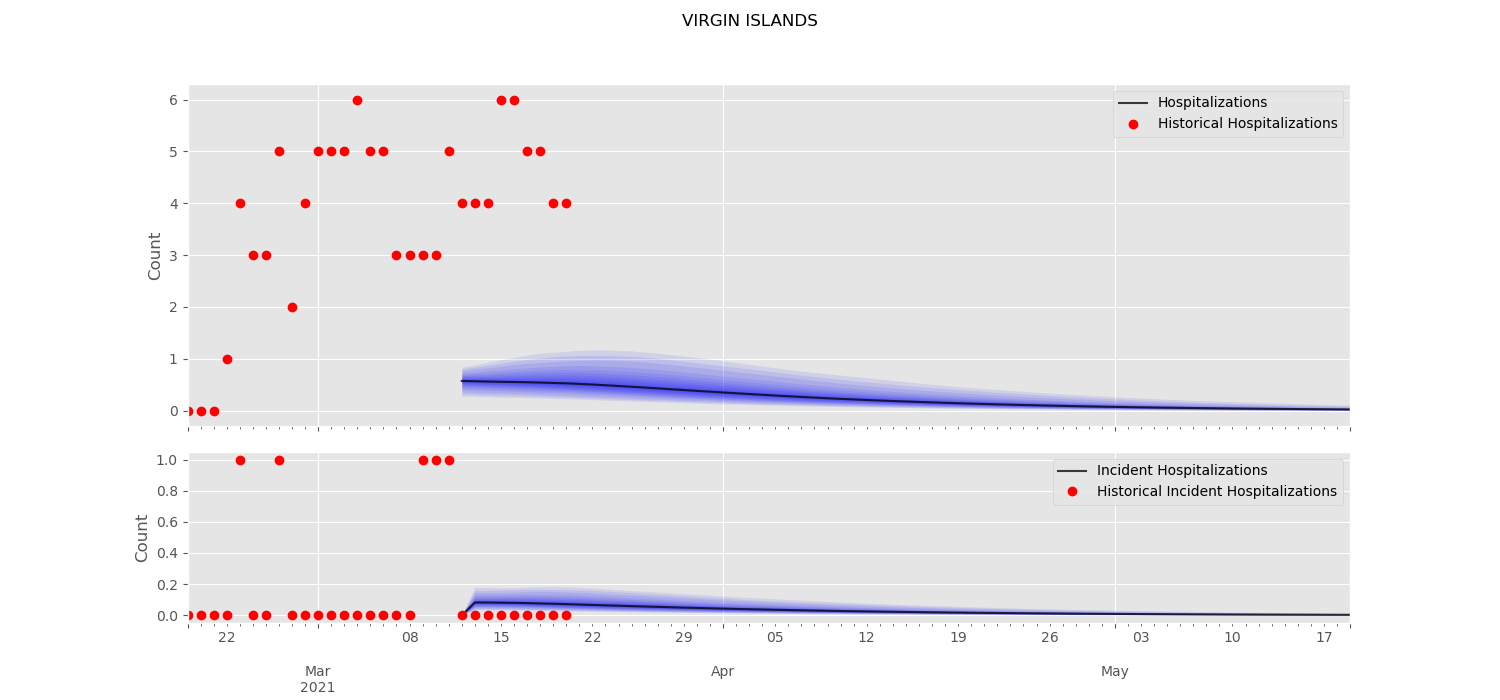 VIRGIN ISLANDS
6
5
4
3
2
1
0
Count
Hospitalizations
Historical Hospitalizations
1.0
0.8
0.6
0.4
0.2
0.0
Count
Incident Hospitalizations
Historical Incident Hospitalizations
22 08 15 22 29 05 12 19 26 03 10 17
Mar Apr May
2021